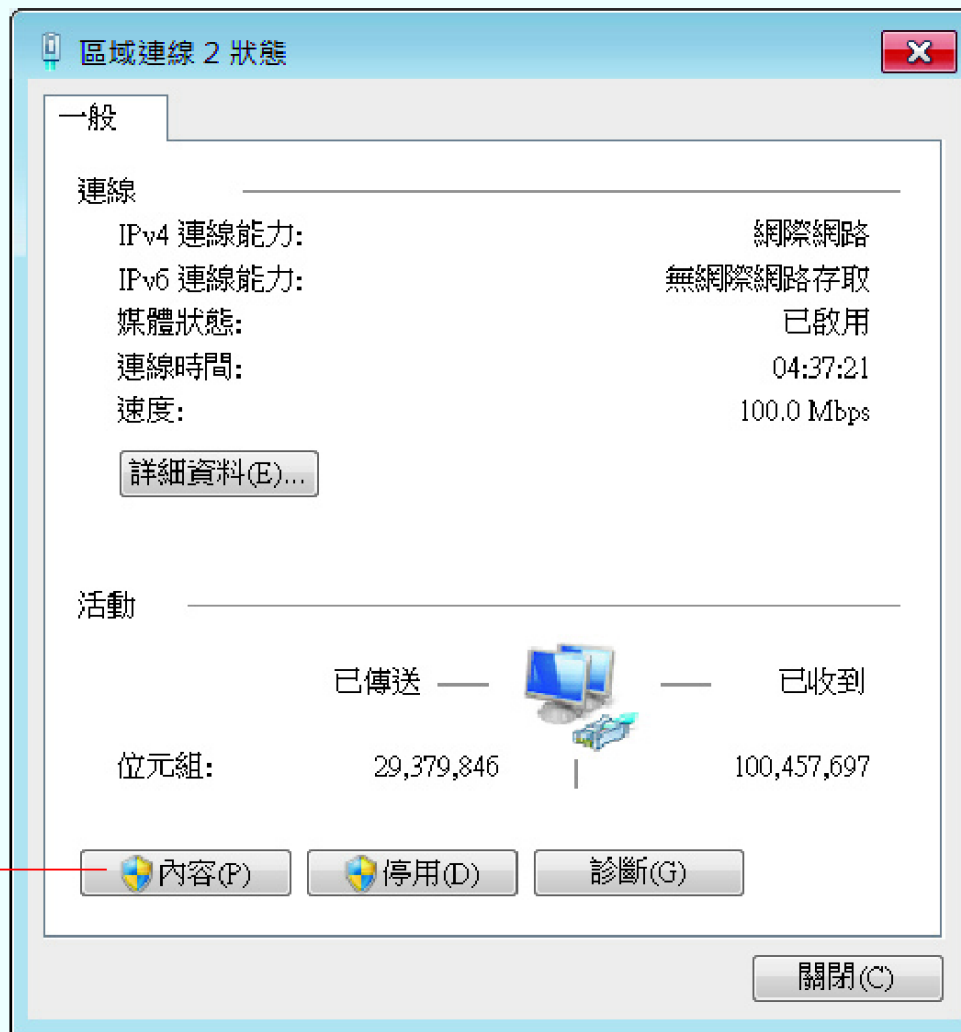 區域連線 2 狀態
一般
連線
IPv4 連線能力: 網際網路
IPv6 連線能力: 無網際網路存取
媒體狀態: 已啟用
連線時間: 04:37:21
速度: 100.0 Mbps
詳細資料(E)...
活動
已傳送 已收到
位元組: 29,379,846 100,457,697
內容(P) 停用(D) 診斷(G)
關閉(C)